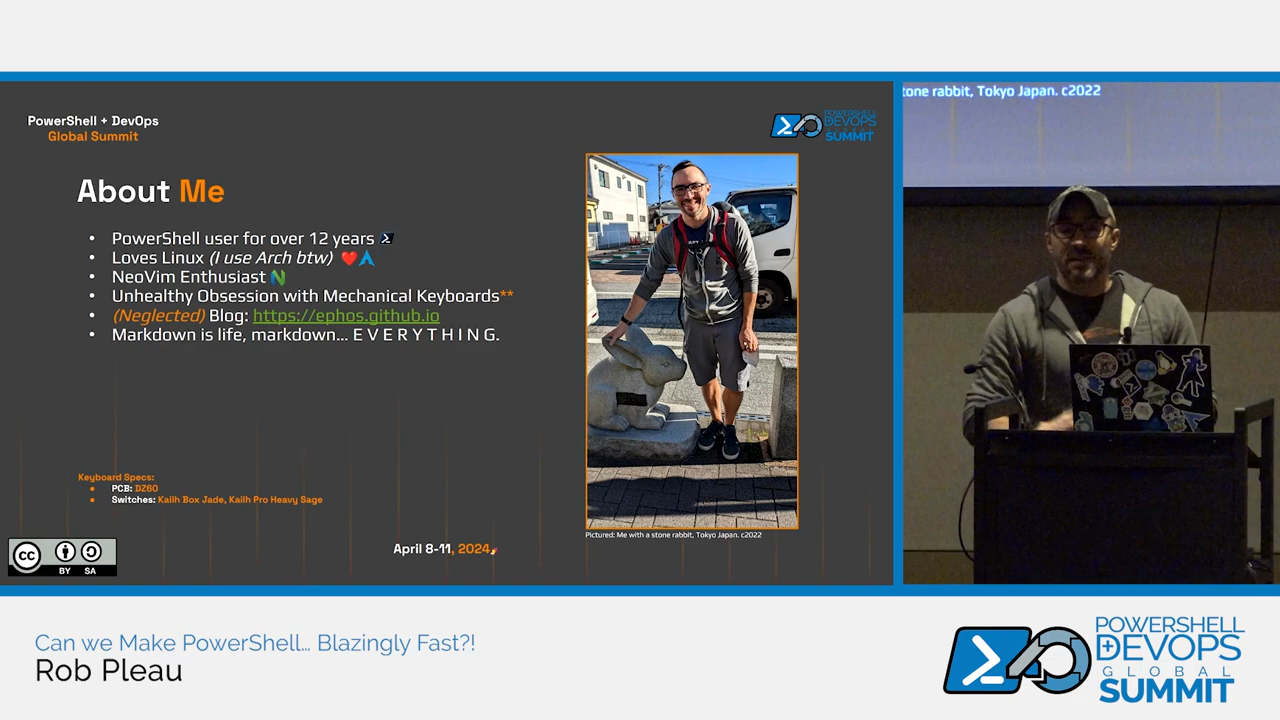 PowerShell + DevOps
Global Summit
POWERSHELL
DEVOPS
GLOBAL
SUMMIT
tone rabbit, Tokyo Japan. c2022
About Me
• PowerShell user for over 12 years
• Loves Linux (I use Arch btw)
• NeoVim Enthusiast
• Unhealthy Obsession with Mechanical Keyboards**
• (Neglected) Blog: https://ephos.github.io
• Markdown is life, markdown... E V E R Y T H I N G.
Keyboard Specs:
• PCB: DZ60
• Switches: Kailh Box Jade, Kailh Pro Heavy Sage
Pictured: Me with a stone rabbit, Tokyo Japan. c2022
April 8-11, 2024
cc
BY SA
Can we Make PowerShell... Blazingly Fast?!
Rob Pleau
POWERSHELL
DEVOPS
GLOBAL
SUMMIT